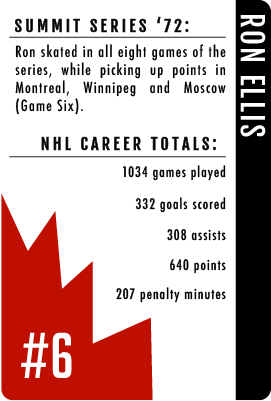 SUMMIT SERIES ‘72:
Ron skated in all eight games of the
series, while picking up points in
Montreal, Winnipeg and Moscow
(Game Six).
NHL CAREER TOTALS:
1034 games played
332 goals scored
308 assists
640 points
207 penalty minutes
#6
RON ELLIS